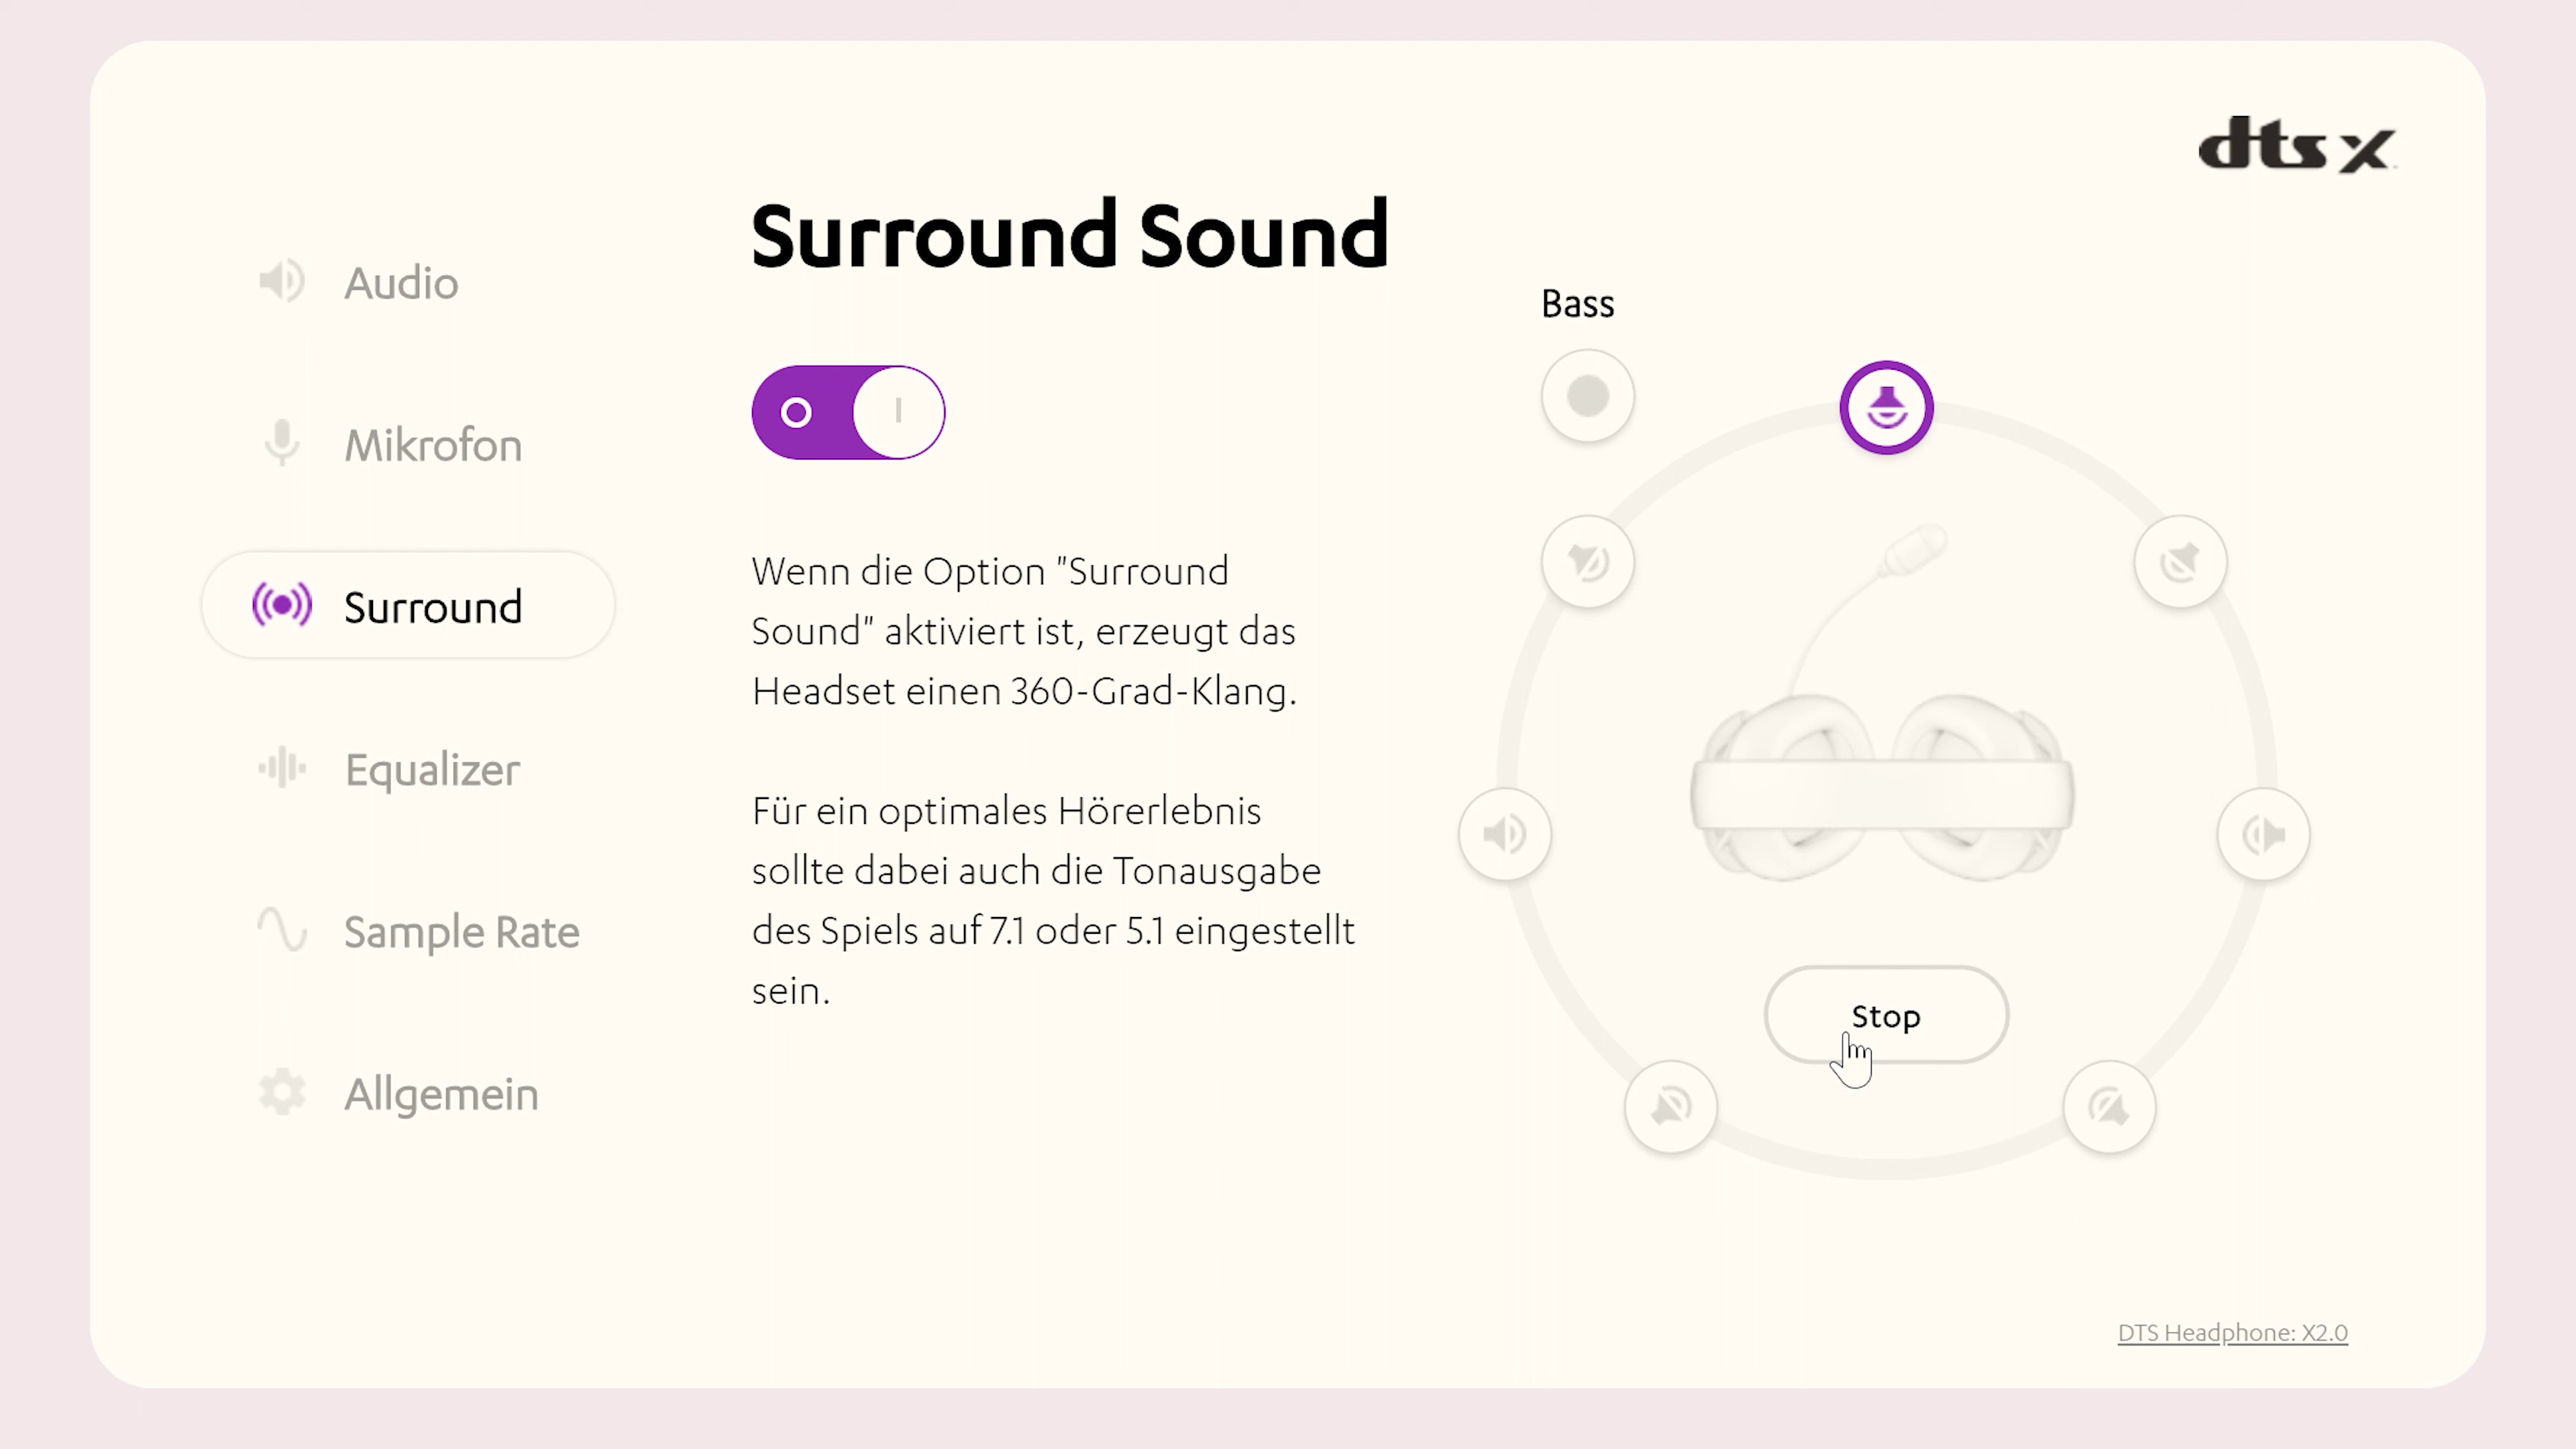 dts x
Audio
Mikrofon
Surround
Equalizer
Sample Rate
Allgemein
Surround Sound
Wenn die Option "Surround
Sound" aktiviert ist, erzeugt das
Headset einen 360-Grad-Klang.
Für ein optimales Hörerlebnis
sollte dabei auch die Tonausgabe
des Spiels auf 7.1 oder 5.1 eingestellt
sein.
Bass
Stop
DTS Headphone: X2.0